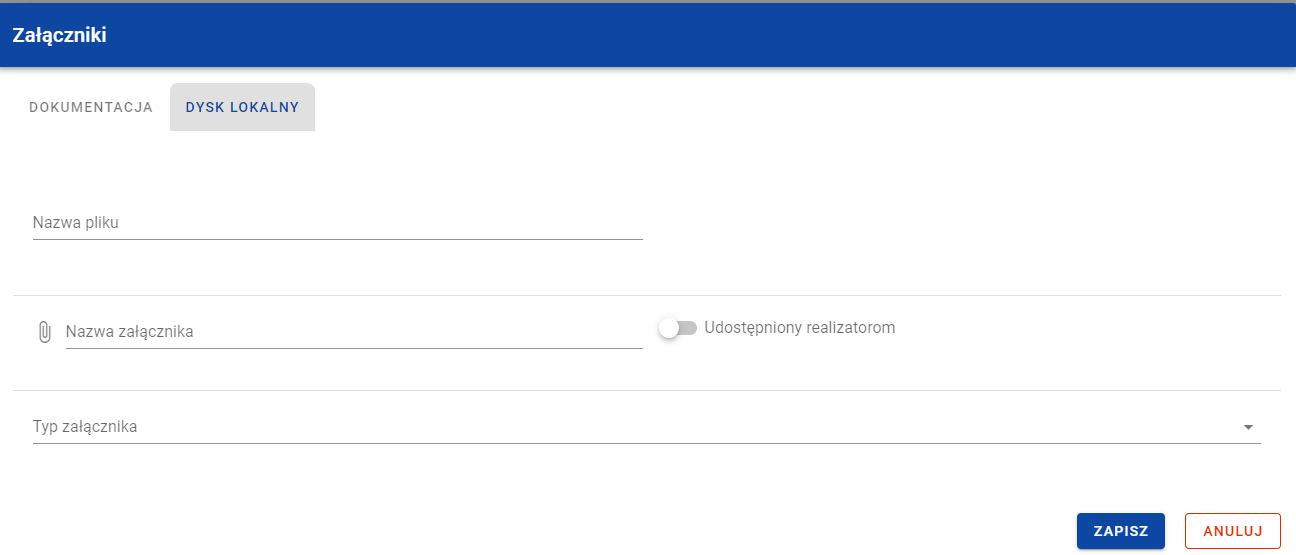 Załączniki
DOKUMENTACJA DYSK LOKALNY
Nazwa pliku
Nazwa załącznika Udostępniony realizatorom
Typ załącznika
ZAPISZ ANULUJ